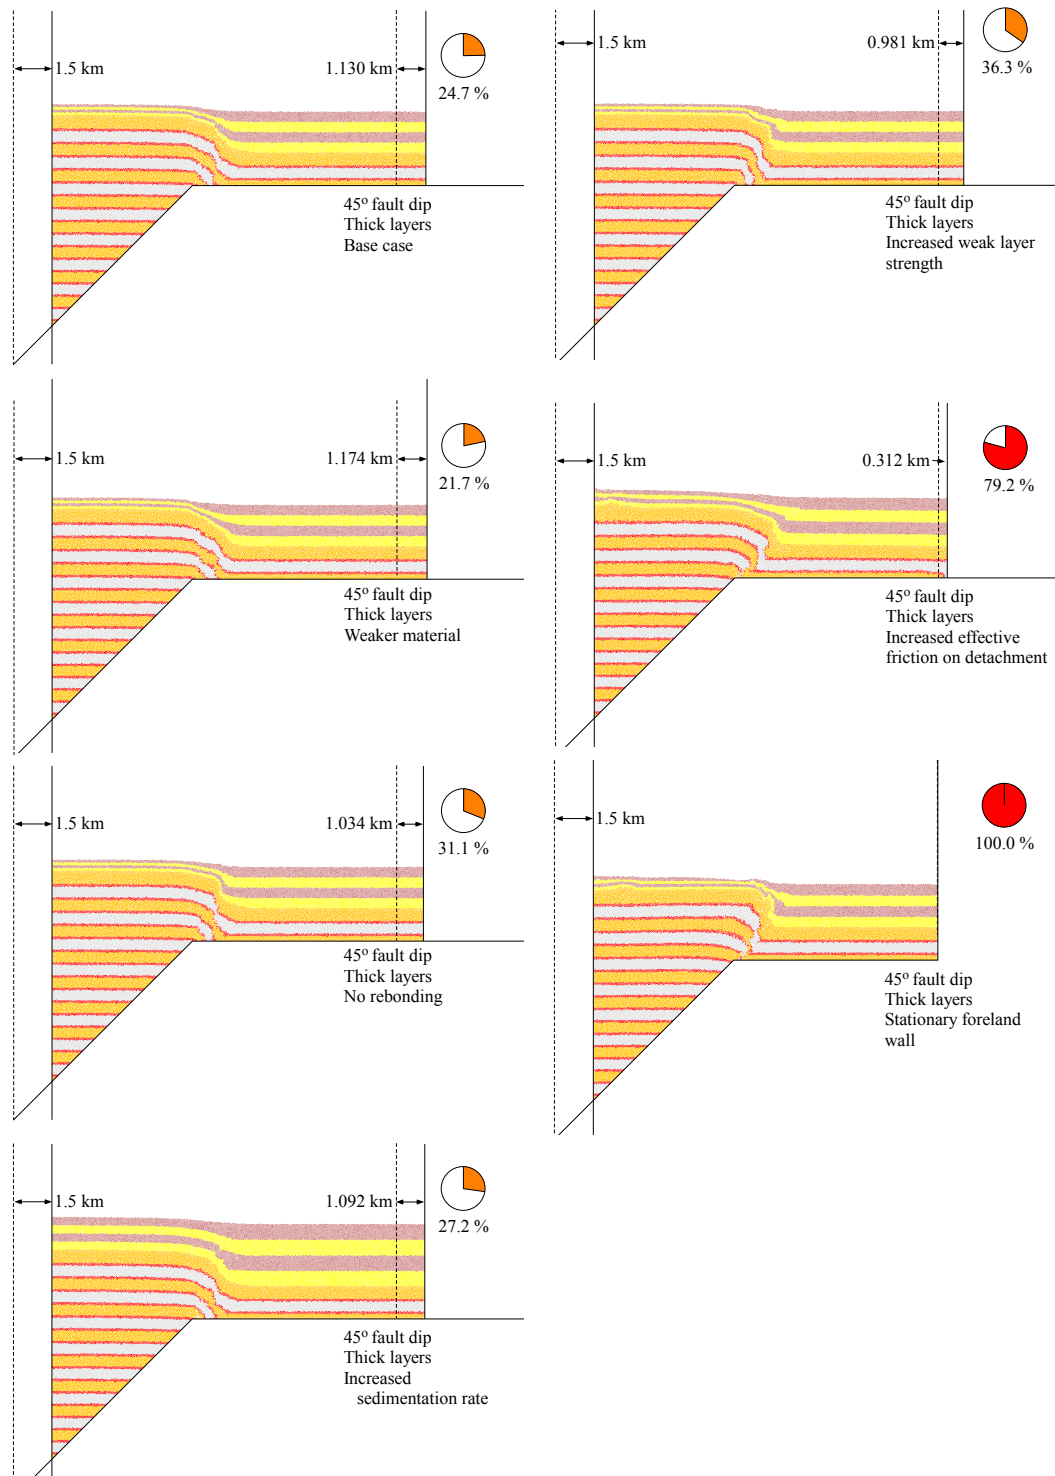 1.5 km
1.130 km
24.7 %
45º fault dip
Thick layers
Base case
1.5 km
0.981 km
36.3 %
45º fault dip
Thick layers
Increased weak layer
strength
1.5 km
1.174 km
21.7 %
45º fault dip
Thick layers
Weaker material
1.5 km
0.312 km
79.2 %
45º fault dip
Thick layers
Increased effective
friction on detachment
1.5 km
1.034 km
31.1 %
45º fault dip
Thick layers
No rebonding
1.5 km
100.0 %
45º fault dip
Thick layers
Stationary foreland
wall
1.5 km
1.092 km
27.2 %
45º fault dip
Thick layers
Increased
sedimentation rate